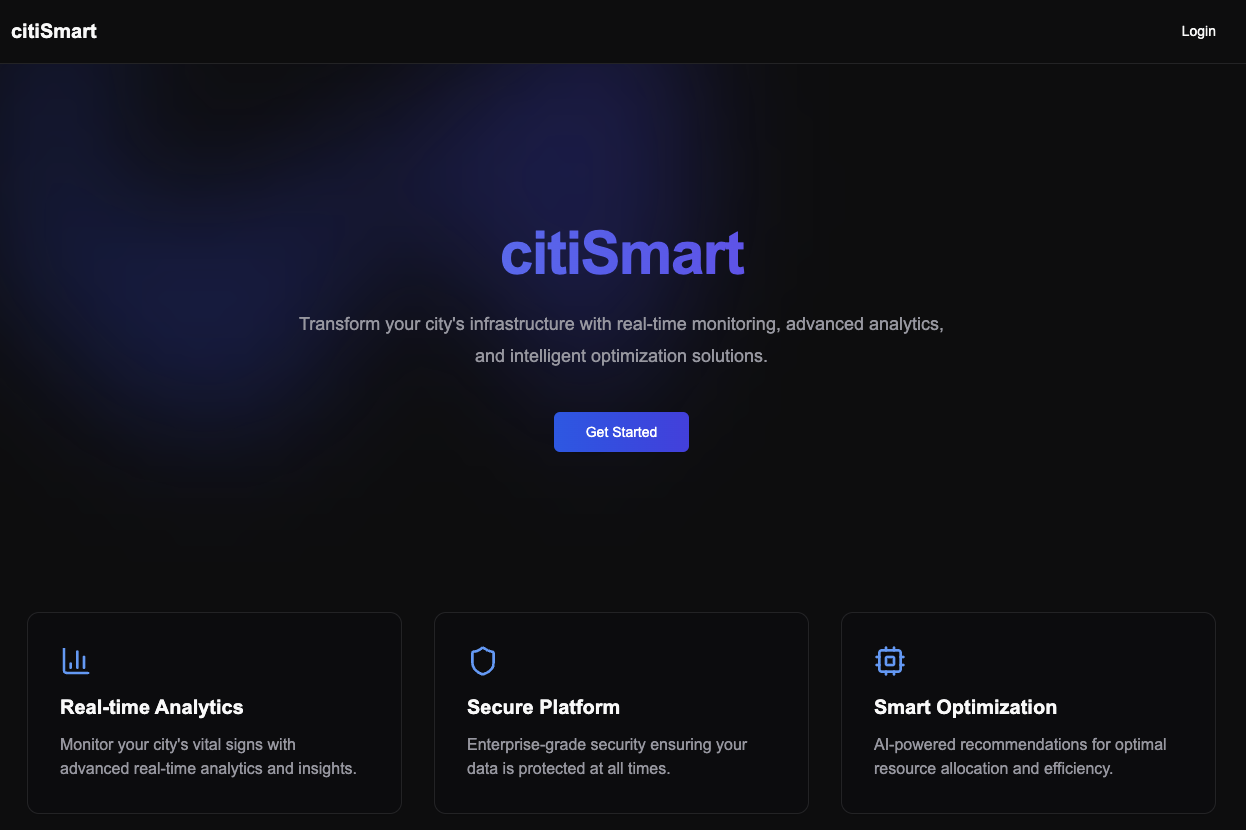 citiSmart
Login
citiSmart
Transform your city's infrastructure with real-time monitoring, advanced analytics,
and intelligent optimization solutions.
Get Started
Real-time Analytics
Monitor your city's vital signs with
advanced real-time analytics and insights.
Secure Platform
Enterprise-grade security ensuring your
data is protected at all times.
Smart Optimization
AI-powered recommendations for optimal
resource allocation and efficiency.